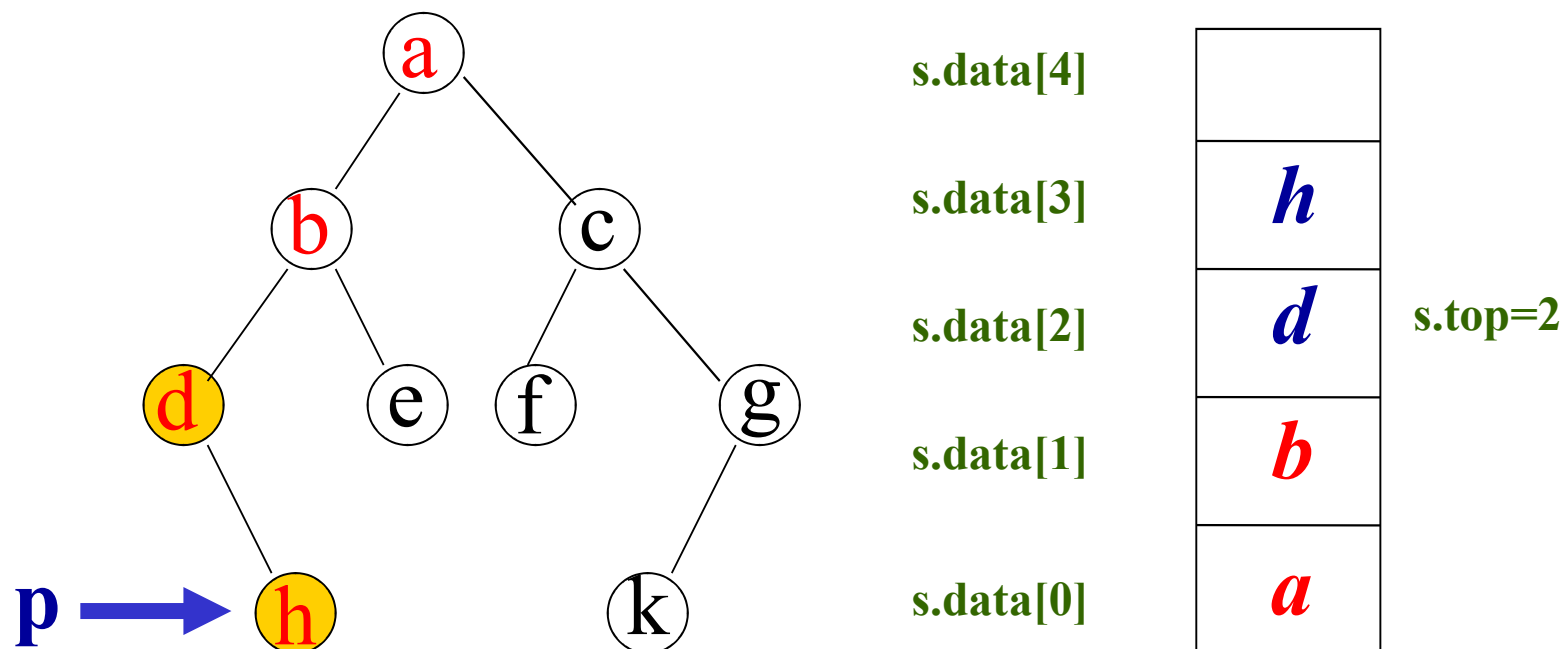 a
b
c
d
e
f
g
p
h
k
s.data[4]
s.data[3]
h
s.data[2]
d
s.top=2
s.data[1]
b
s.data[0]
a